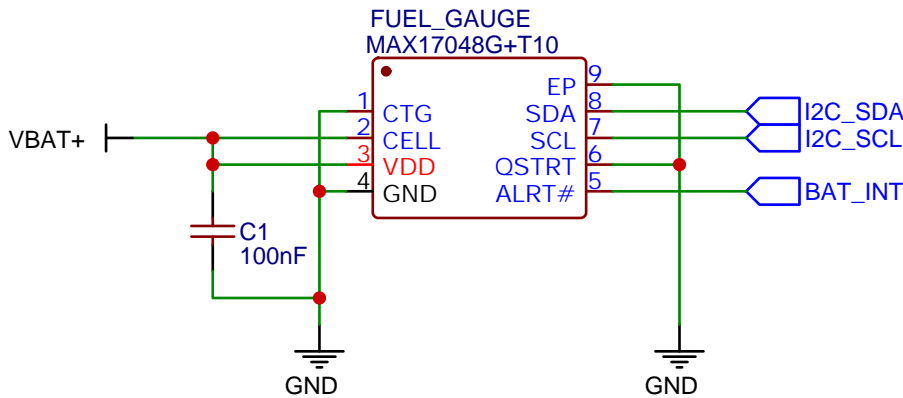 FUEL_GAUGE
MAX17048G+T10
EP 9
1 CTG SDA 8 I2C_SDA
VBAT+ 2 CELL SCL 7 I2C_SCL
3 VDD QSTRT 6
4 GND ALRT# 5 BAT_INT
C1
100nF
GND GND